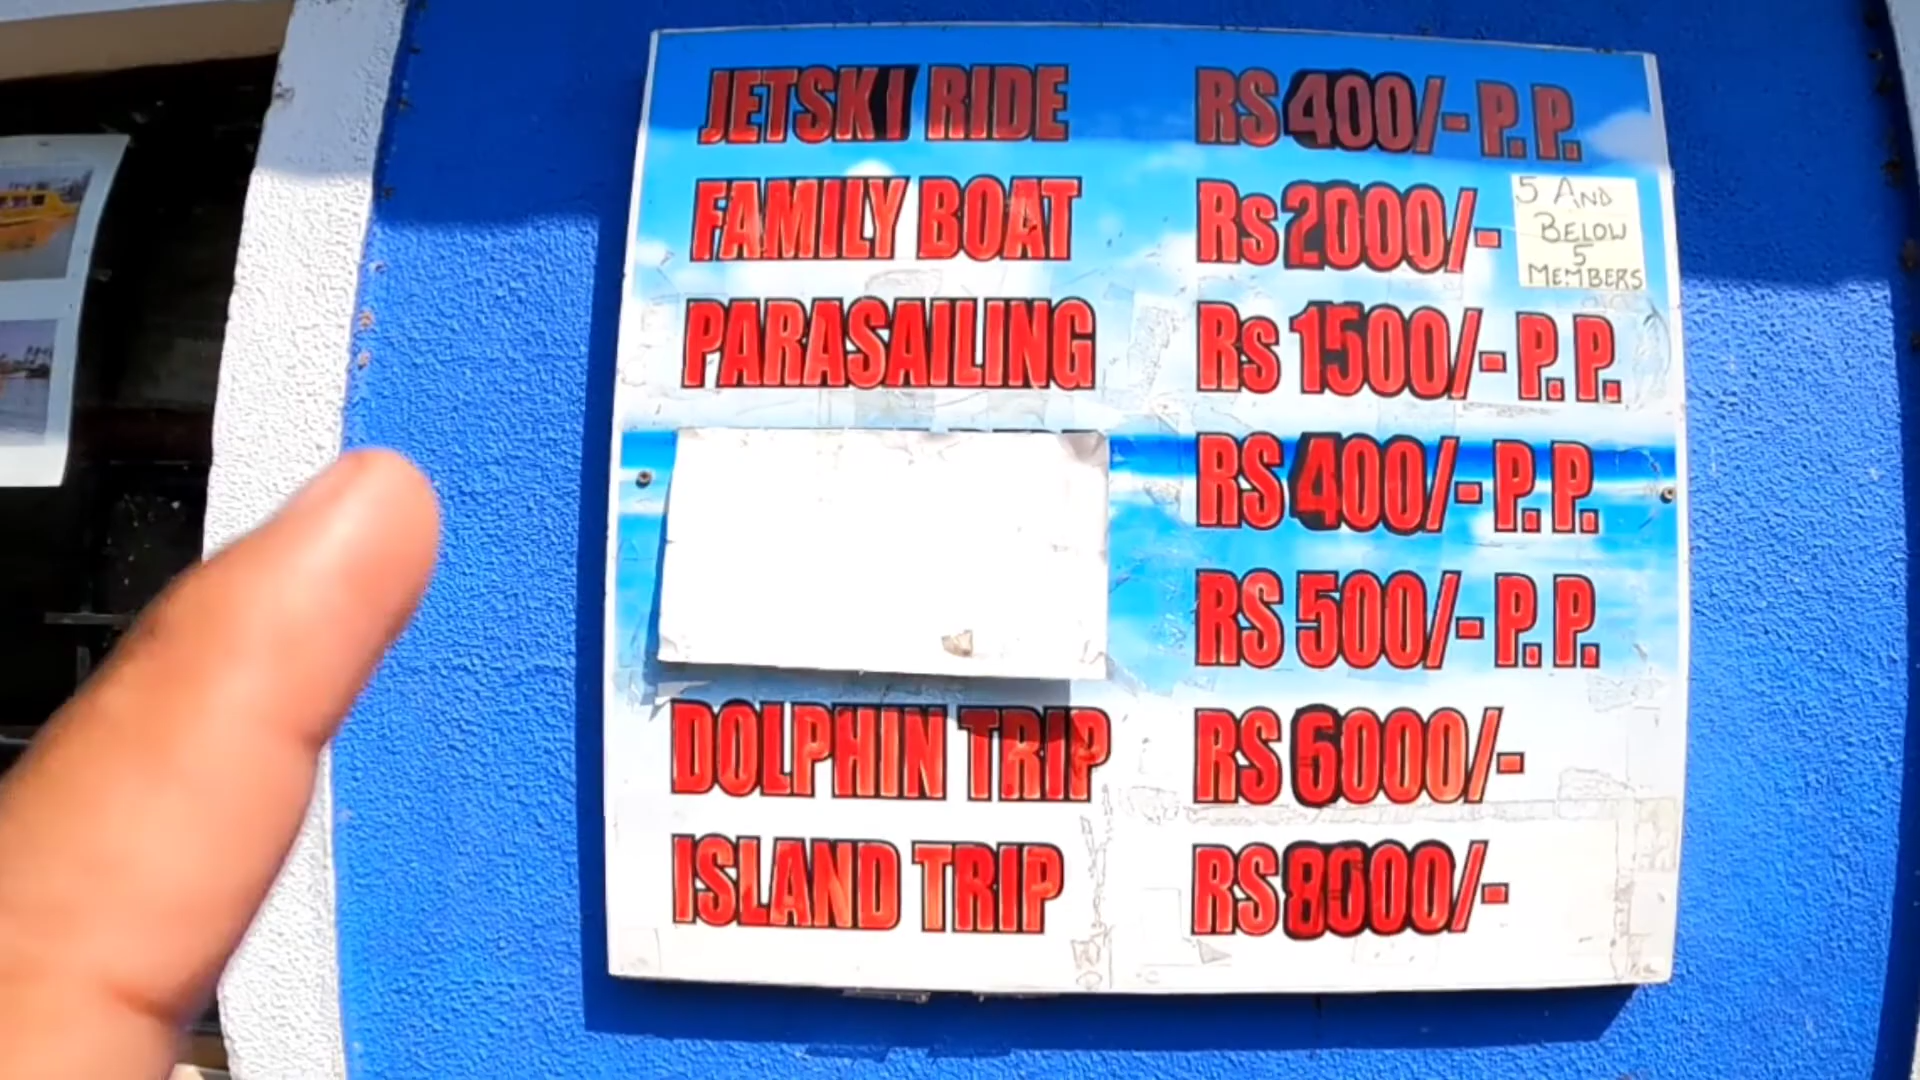 JETSKI RIDE RS 400/- P.P.
FAMILY BOAT Rs 2000/- 5 AND BELOW 5 MEMBERS
PARASAILING Rs 1500/- P.P.
RS 400/- P.P.
RS 500/- P.P.
DOLPHIN TRIP RS 6000/-
ISLAND TRIP RS 8000/-